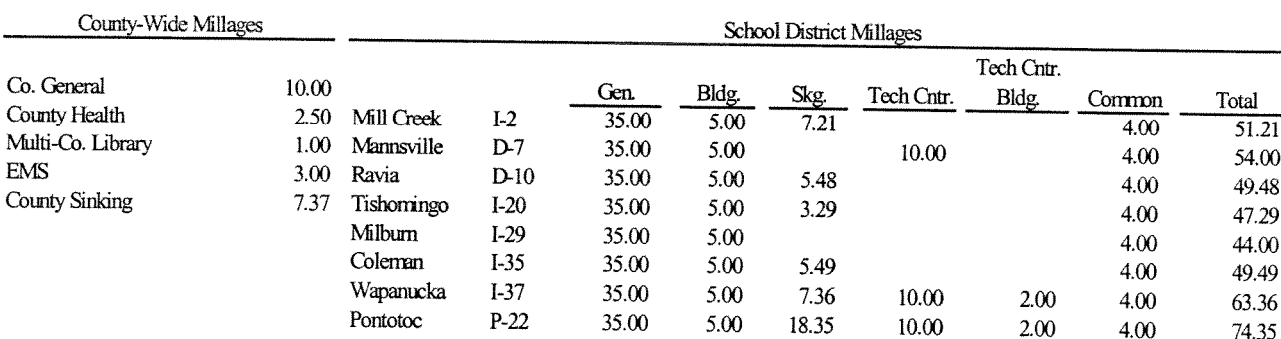 County-Wide Millages School District Millages
Tech Cntr.
Co. General 10.00 Gen. Bldg. Skg. Tech Cntr. Bldg. Common Total
County Health 2.50 Mill Creek I-2 35.00 5.00 7.21 4.00 51.21
Multi-Co. Library 1.00 Mannsville D-7 35.00 5.00 10.00 4.00 54.00
EMS 3.00 Ravia D-10 35.00 5.00 5.48 4.00 49.48
County Sinking 7.37 Tishomingo I-20 35.00 5.00 3.29 4.00 47.29
Milburn I-29 35.00 5.00 4.00 44.00
Coleman I-35 35.00 5.00 5.49 4.00 49.49
Wapanucka I-37 35.00 5.00 7.36 10.00 2.00 4.00 63.36
Pontotoc P-22 35.00 5.00 18.35 10.00 2.00 4.00 74.35